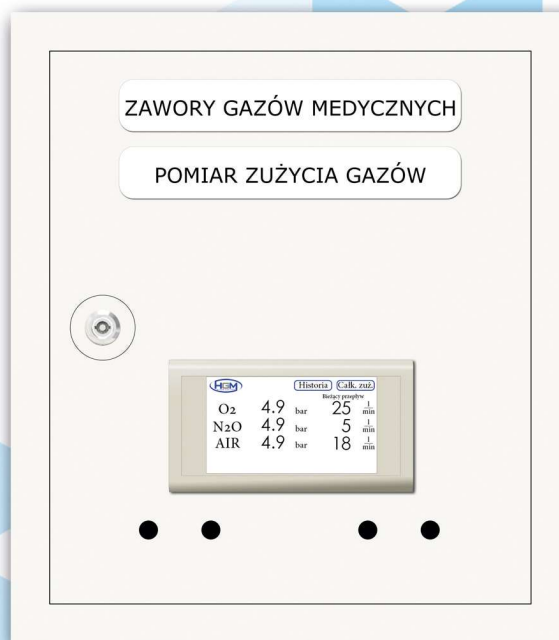 ZAWORY GAZÓW MEDYCZNYCH
POMIAR ZUŻYCIA GAZÓW
HGM Historia Całk. zuż.
Bieżący przepływ
O2 4.9 bar 25 l/min
N2O 4.9 bar 5 l/min
AIR 4.9 bar 18 l/min